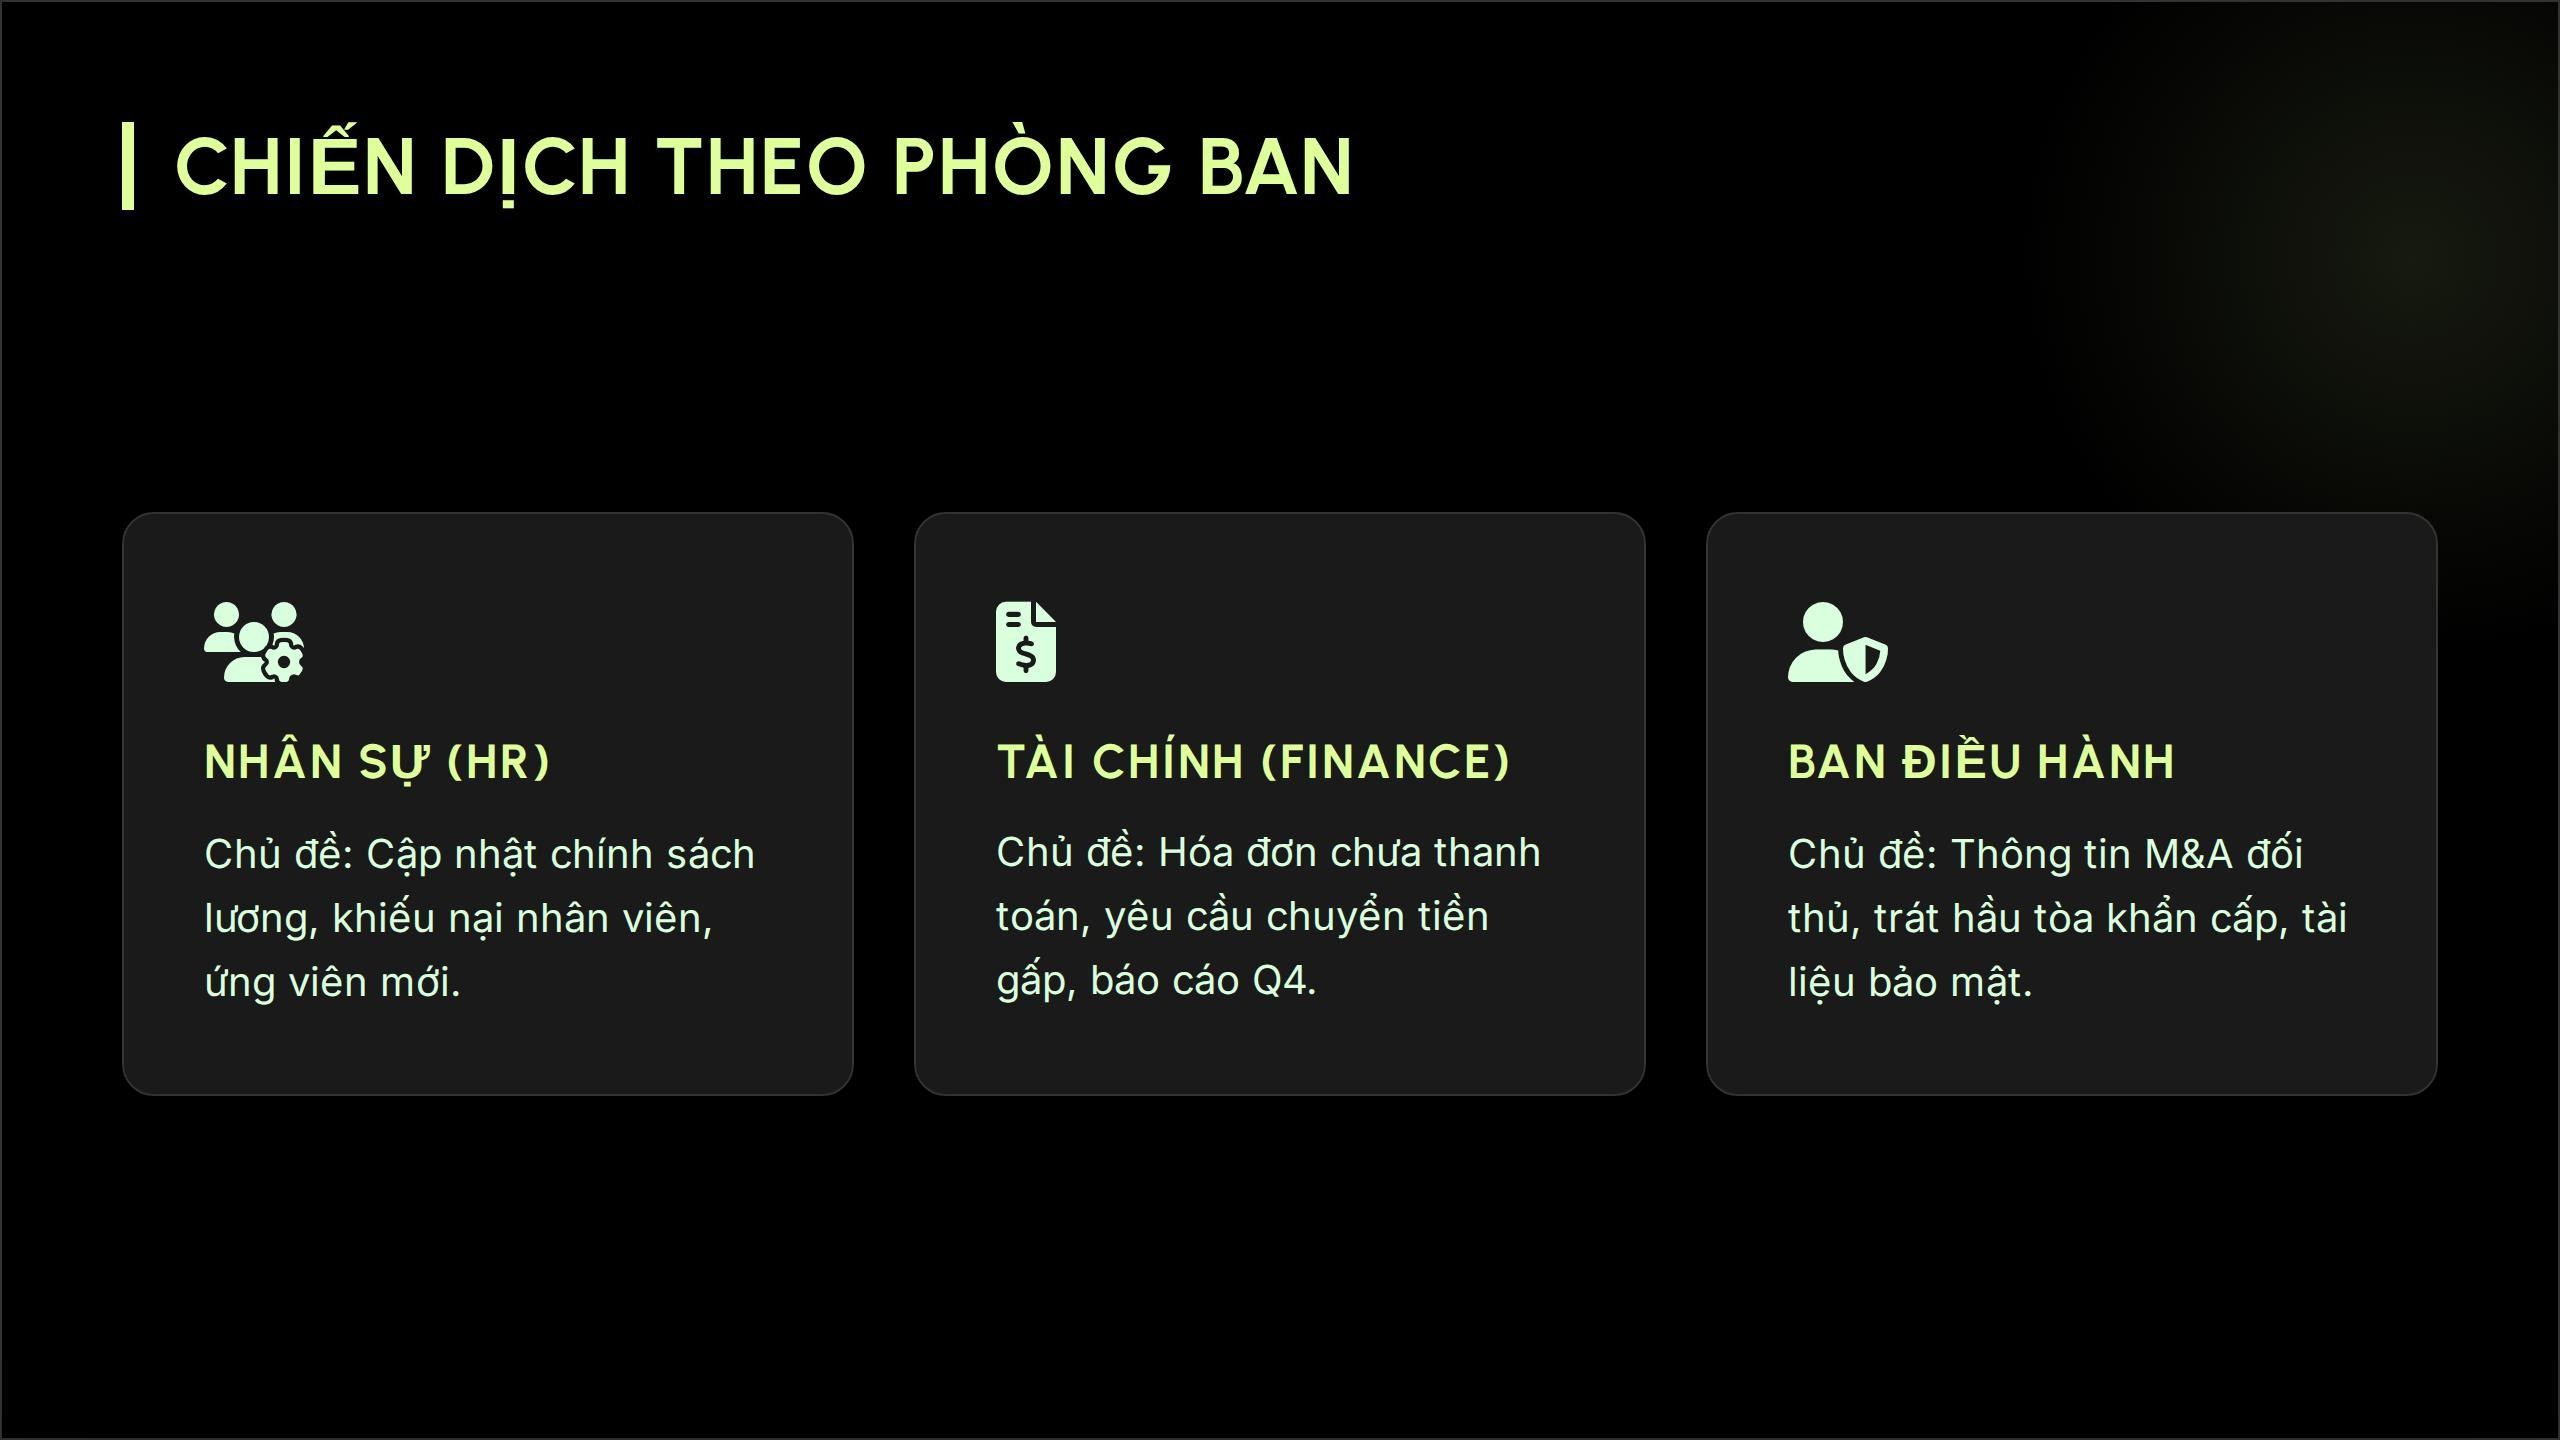 CHIẾN DỊCH THEO PHÒNG BAN
NHÂN SỰ (HR)
Chủ đề: Cập nhật chính sách
lương, khiếu nại nhân viên,
ứng viên mới.
TÀI CHÍNH (FINANCE)
Chủ đề: Hóa đơn chưa thanh
toán, yêu cầu chuyển tiền
gấp, báo cáo Q4.
BAN ĐIỀU HÀNH
Chủ đề: Thông tin M&A đối
thủ, trát hầu tòa khẩn cấp, tài
liệu bảo mật.